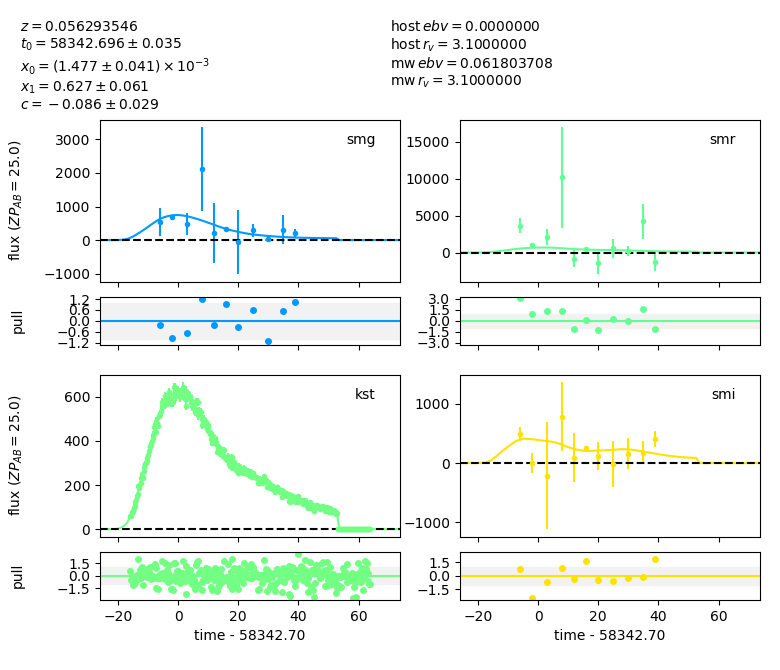 z = 0.056293546
t₀ = 58342.696 ± 0.035
x₀ = (1.477 ± 0.041) × 10⁻³
x₁ = 0.627 ± 0.061
c = −0.086 ± 0.029
host ebv = 0.0000000
host r_v = 3.1000000
mw ebv = 0.061803708
mw r_v = 3.1000000
flux (ZP_AB = 25.0)
3000
2000
1000
0
−1000
smg
15000
10000
5000
0
smr
pull
1.2
0.6
0.0
−0.6
−1.2
3.0
1.5
0.0
−1.5
−3.0
flux (ZP_AB = 25.0)
600
400
200
0
kst
1000
0
−1000
smi
pull
1.5
0.0
−1.5
−20 0 20 40 60
time - 58342.70
1.5
0.0
−1.5
−20 0 20 40 60
time - 58342.70